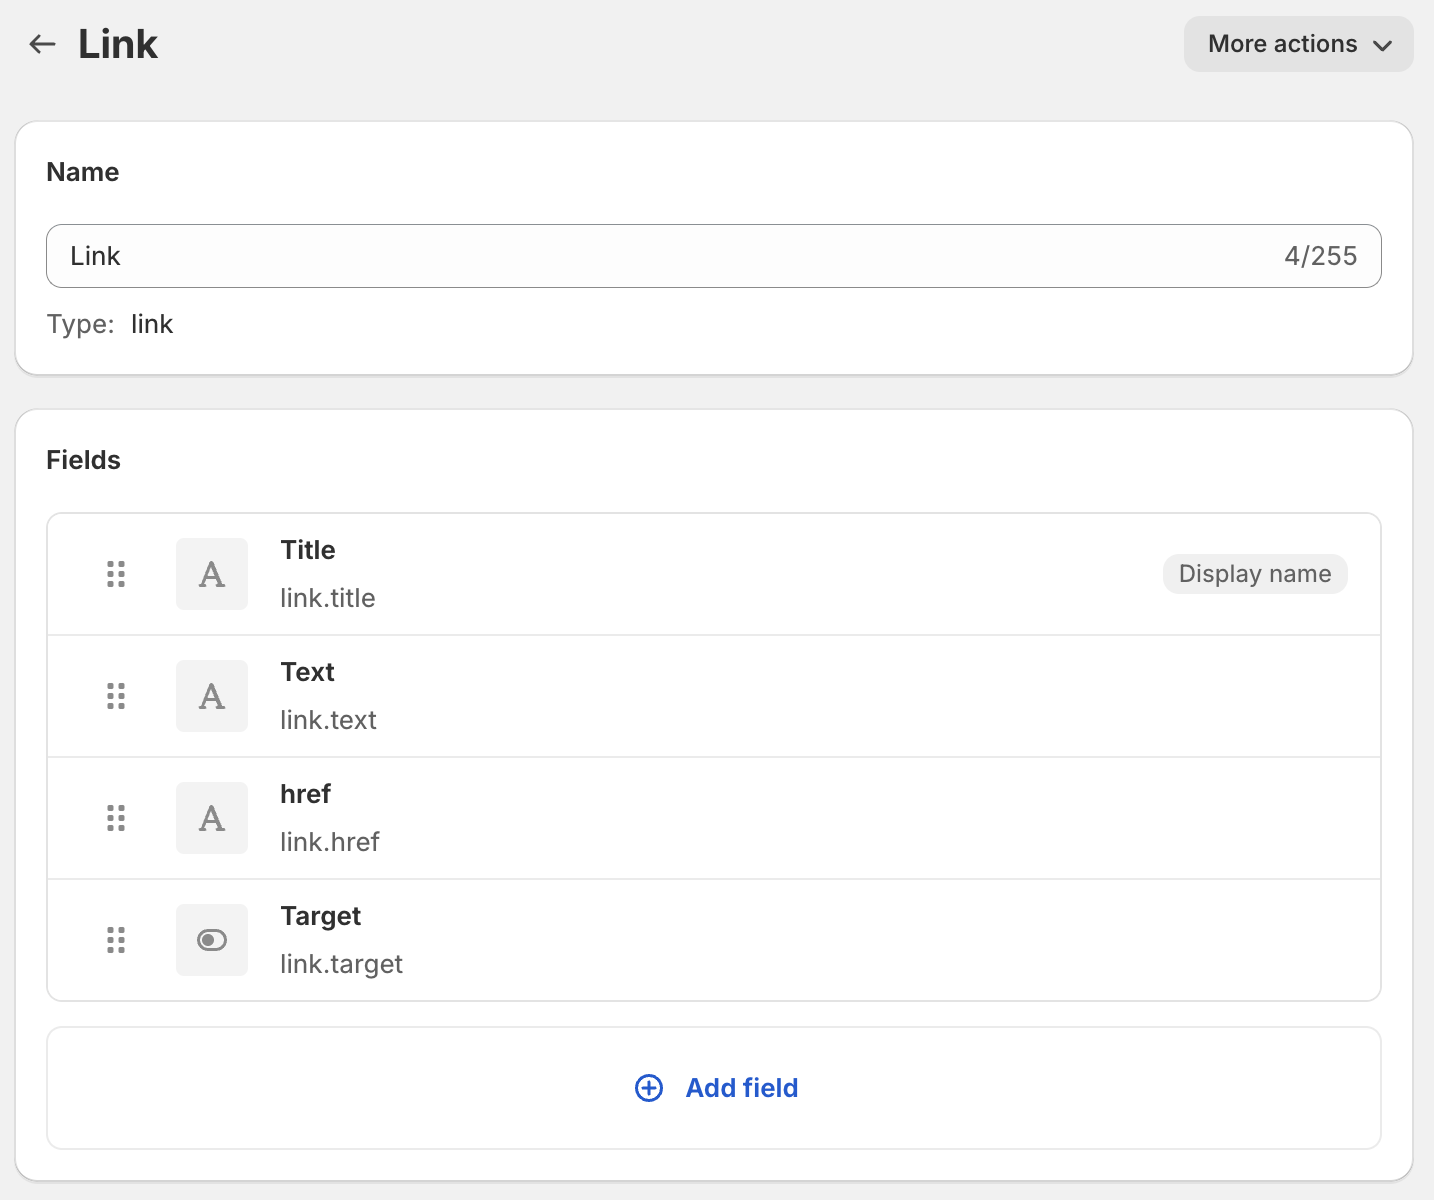 Link
More actions
Name
Link 4/255
Type: link
Fields
Title
link.title
Display name
Text
link.text
href
link.href
Target
link.target
Add field